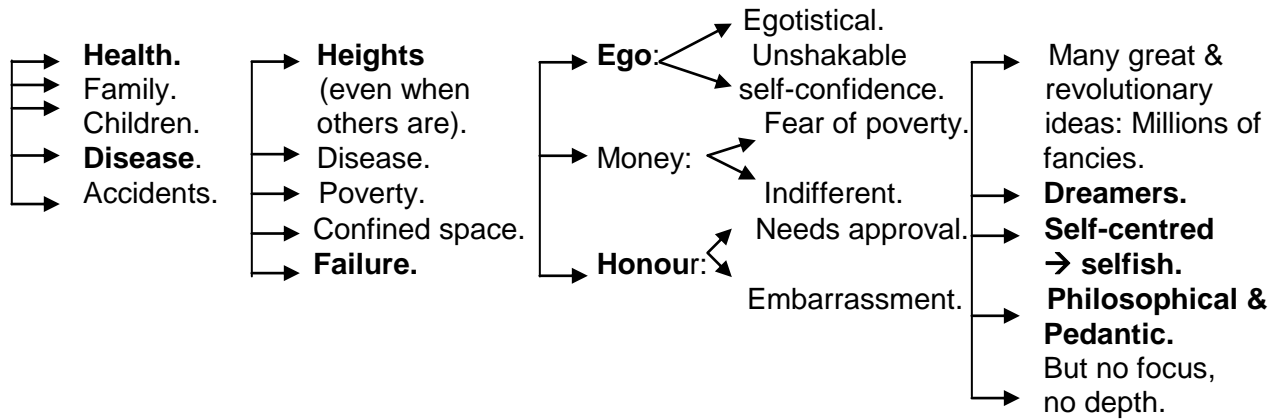 Health.
Family.
Children.
Disease.
Accidents.
Heights
(even when
others are).
Disease.
Poverty.
Confined space.
Failure.
Ego:
Egotistical.
Unshakable
self-confidence.
Money:
Fear of poverty.
Indifferent.
Honour:
Needs approval.
Embarrassment.
Many great &
revolutionary
ideas: Millions of
fancies.
Dreamers.
Self-centred
→ selfish.
Philosophical &
Pedantic.
But no focus,
no depth.